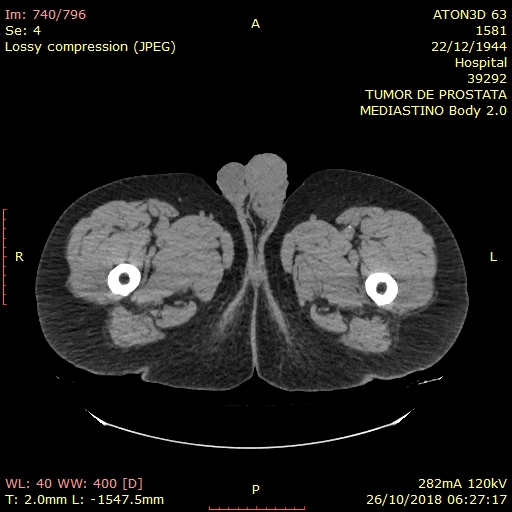 Im: 740/796
Se: 4
Lossy compression (JPEG)
A
ATON3D 63
1581
22/12/1944
Hospital
39292
TUMOR DE PROSTATA
MEDIASTINO Body 2.0
R
L
WL: 40 WW: 400 [D]
T: 2.0mm L: -1547.5mm
P
282mA 120kV
26/10/2018 06:27:17